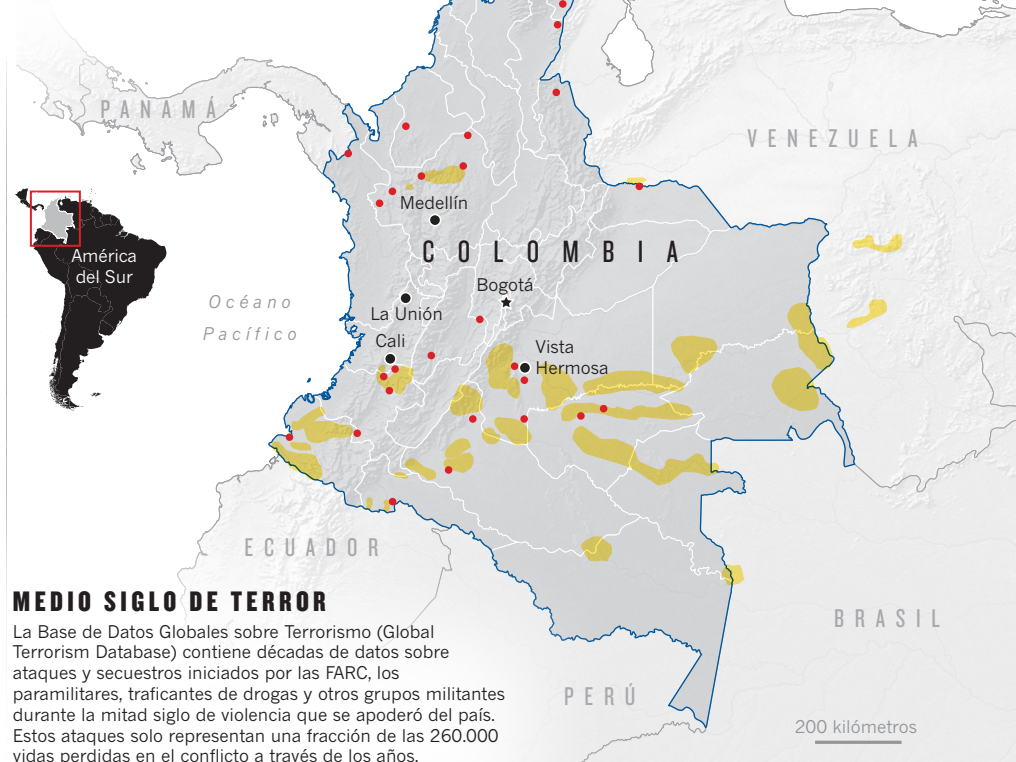 PANAMÁ
VENEZUELA
Medellín
COLOMBIA
América
del Sur
Bogotá
Océano
Pacífico
La Unión
Cali
Vista
Hermosa
ECUADOR
MEDIO SIGLO DE TERROR
La Base de Datos Globales sobre Terrorismo (Global
Terrorism Database) contiene décadas de datos sobre
ataques y secuestros iniciados por las FARC, los
paramilitares, traficantes de drogas y otros grupos militantes
durante la mitad siglo de violencia que se apoderó del país.
Estos ataques solo representan una fracción de las 260.000
vidas perdidas en el conflicto a través de los años.
BRASIL
PERÚ
200 kilómetros